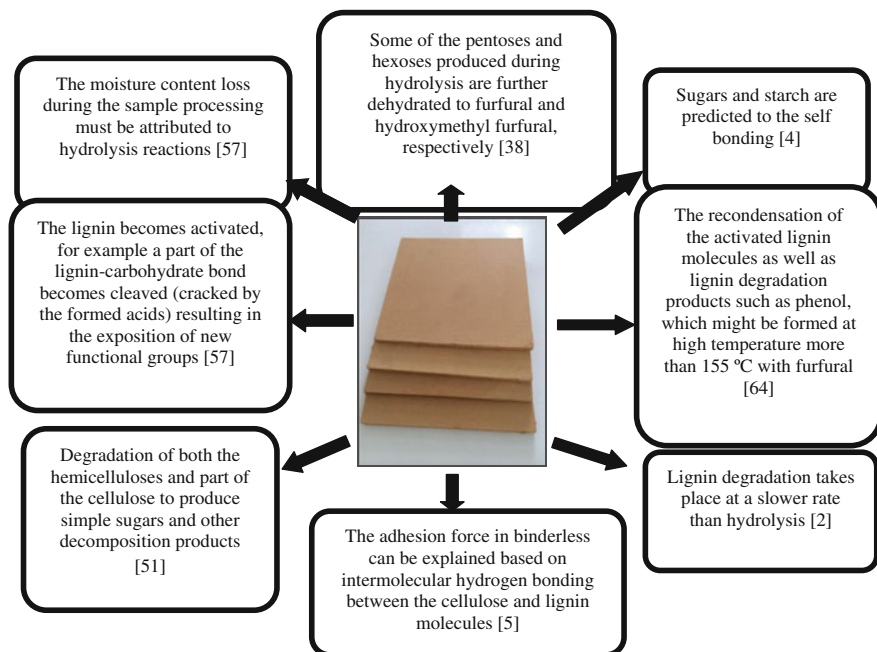 Some of the pentoses and
hexoses produced during
hydrolysis are further
dehydrated to furfural and
hydroxymethyl furfural,
respectively [38]
The moisture content loss
during the sample processing
must be attributed to
hydrolysis reactions [57]
Sugars and starch are
predicted to the self
bonding [4]
The lignin becomes activated,
for example a part of the
lignin-carbohydrate bond
becomes cleaved (cracked by
the formed acids) resulting in
the exposition of new
functional groups [57]
The recondensation of
the activated lignin
molecules as well as
lignin degradation
products such as phenol,
which might be formed at
high temperature more
than 155 ºC with furfural
[64]
Degradation of both the
hemicelluloses and part of
the cellulose to produce
simple sugars and other
decomposition products
[51]
Lignin degradation takes
place at a slower rate
than hydrolysis [2]
The adhesion force in binderless
can be explained based on
intermolecular hydrogen bonding
between the cellulose and lignin
molecules [5]